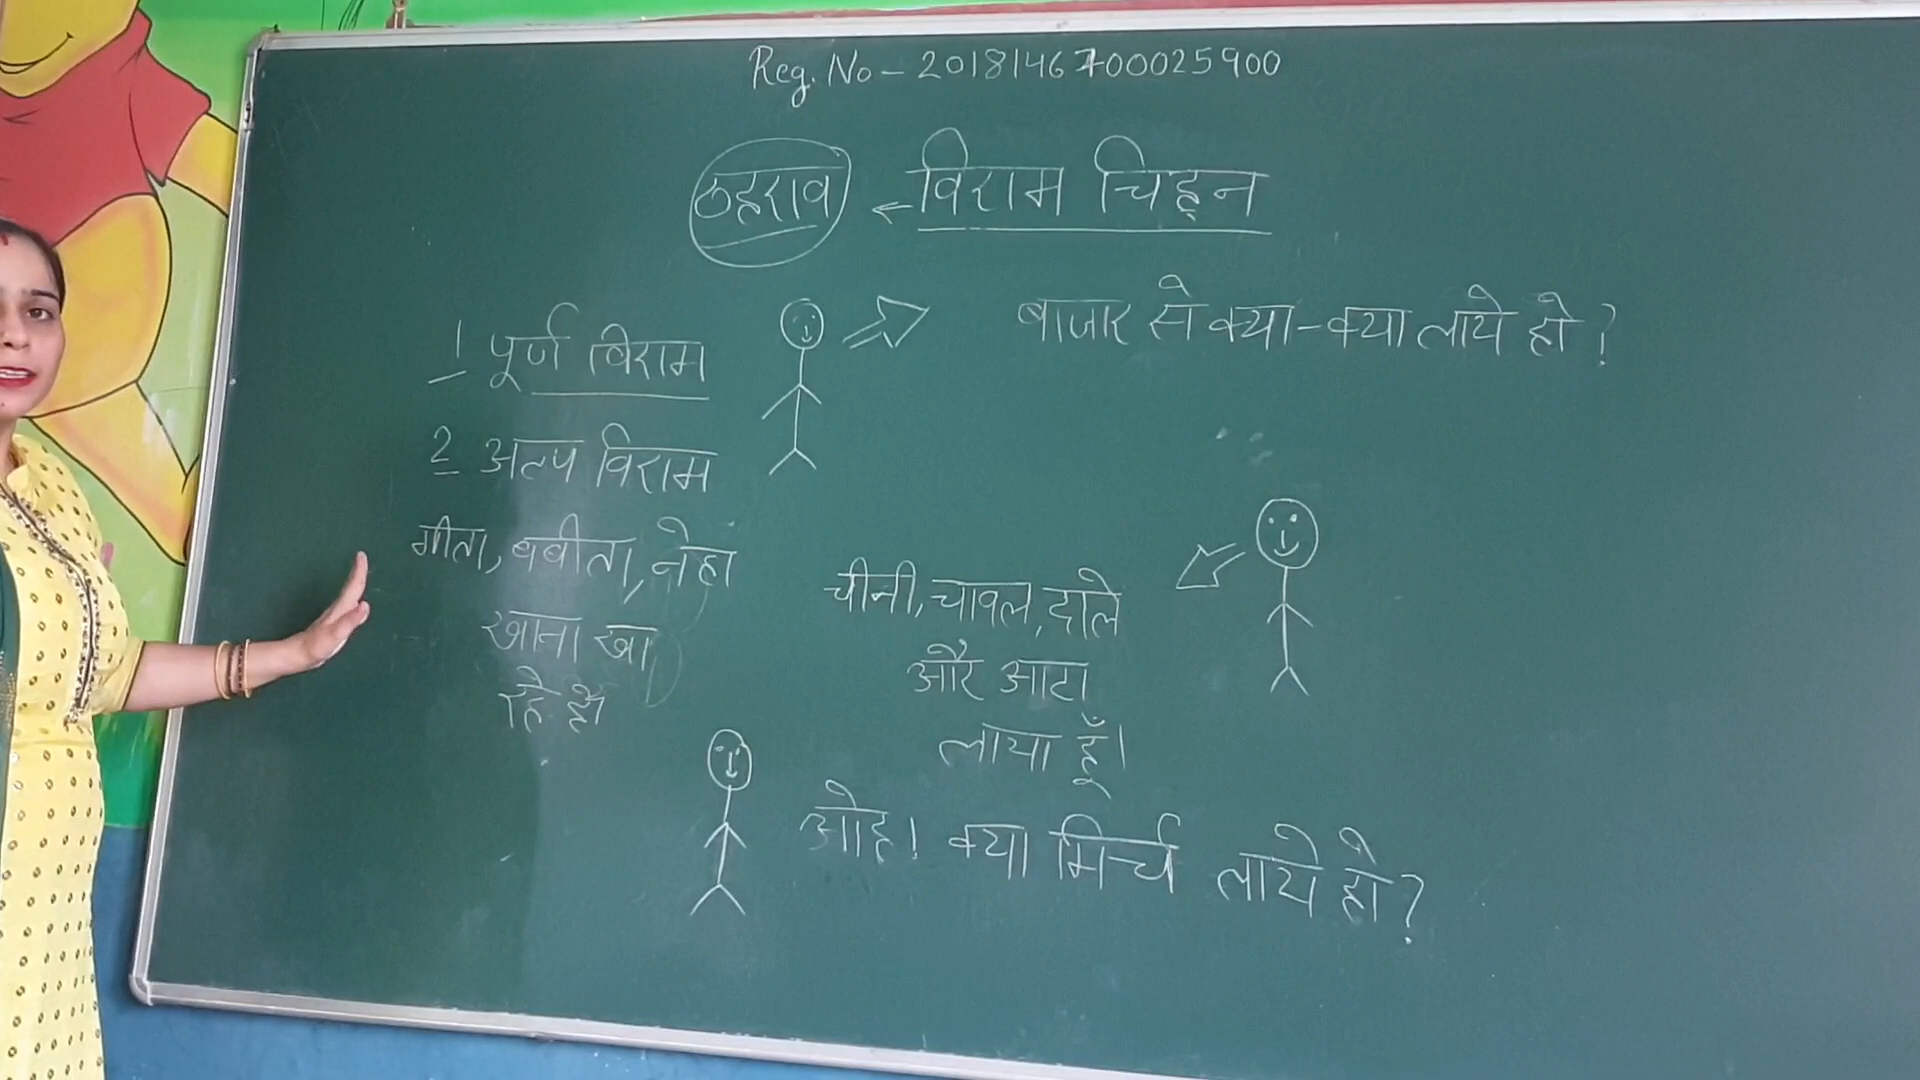 Reg. No - 2018146700025900
ठहराव ← विराम चिह्न
1 पूर्ण विराम
2 अल्प विराम
गीता, बबीता, नेहा
खाना खा
रहे हो
बाजार से क्या-क्या लाये हो?
चीनी, चावल, दाले
और आटा
लाया हूँ।
ओह! क्या मिर्च लाये हो?